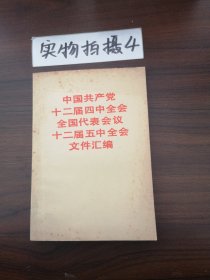 实物拍摄4
中国共产党
十二届四中全会
全国代表会议
十二届五中全会
文件汇编